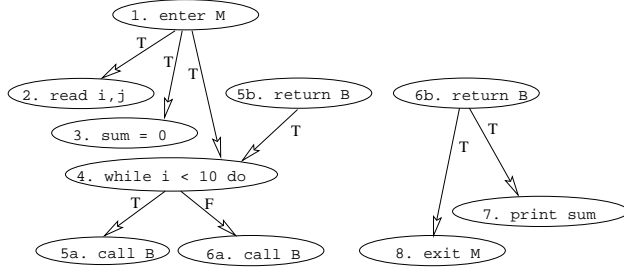 1. enter M
T
T
T
2. read i,j
5b. return B
6b. return B
3. sum = 0
T
T
T
4. while i < 10 do
T
F
7. print sum
5a. call B
6a. call B
8. exit M